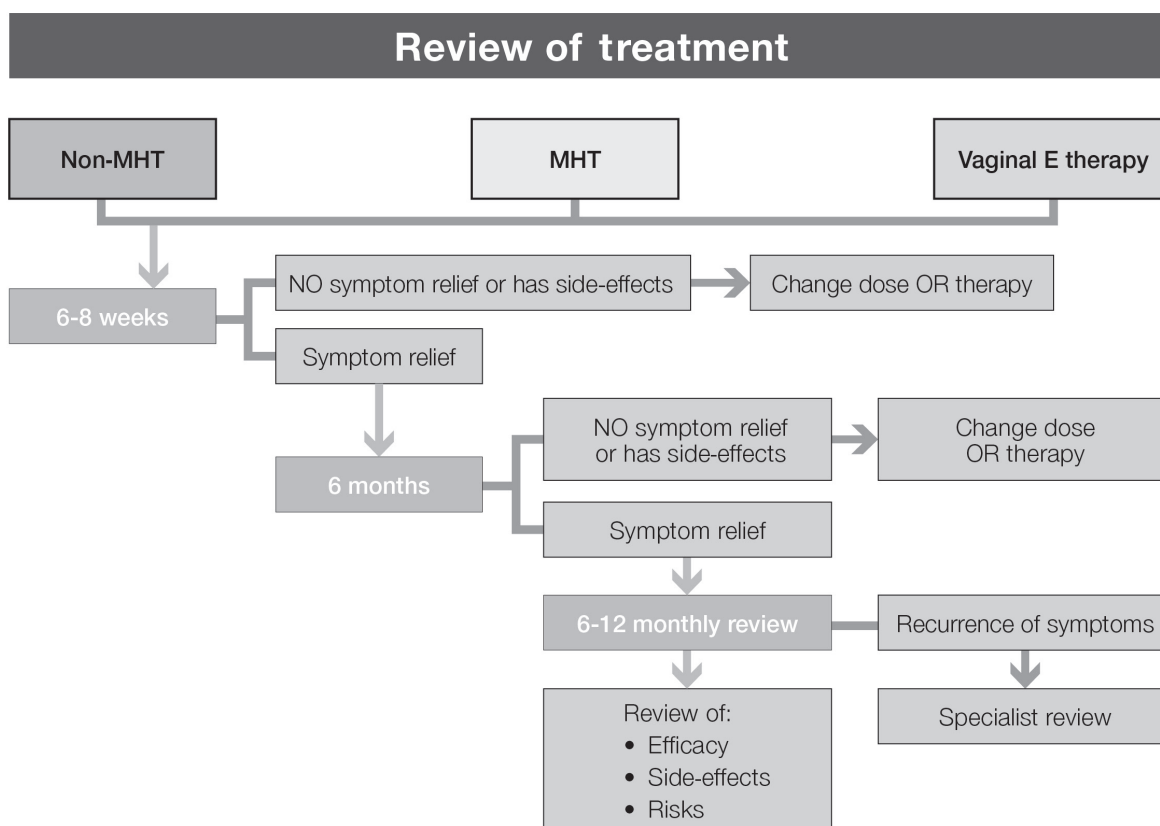 Review of treatment
Non-MHT
MHT
Vaginal E therapy
NO symptom relief or has side-effects
Change dose OR therapy
6-8 weeks
Symptom relief
NO symptom relief
or has side-effects
Change dose
OR therapy
6 months
Symptom relief
6-12 monthly review
Recurrence of symptoms
Review of:
• Efficacy
• Side-effects
• Risks
Specialist review